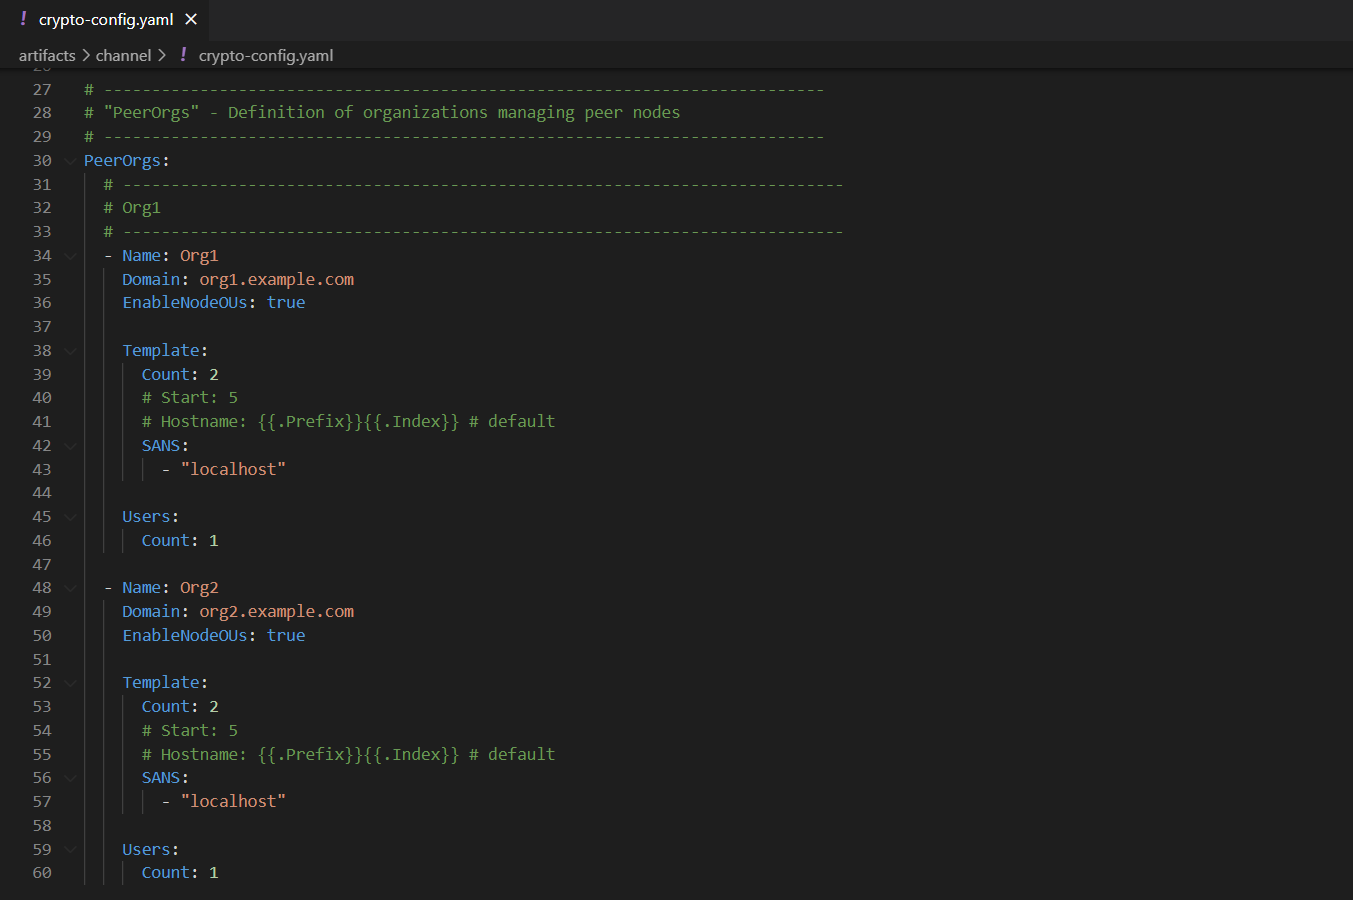 ! crypto-config.yaml ×
artifacts > channel > ! crypto-config.yaml
27 # ---------------------------------------------------------------------------
28 # "PeerOrgs" - Definition of organizations managing peer nodes
29 # ---------------------------------------------------------------------------
30 PeerOrgs:
31   # ---------------------------------------------------------------------------
32   # Org1
33   # ---------------------------------------------------------------------------
34   - Name: Org1
35     Domain: org1.example.com
36     EnableNodeOUs: true
37
38     Template:
39       Count: 2
40       # Start: 5
41       # Hostname: {{.Prefix}}{{.Index}} # default
42       SANS:
43         - "localhost"
44
45     Users:
46       Count: 1
47
48   - Name: Org2
49     Domain: org2.example.com
50     EnableNodeOUs: true
51
52     Template:
53       Count: 2
54       # Start: 5
55       # Hostname: {{.Prefix}}{{.Index}} # default
56       SANS:
57         - "localhost"
58
59     Users:
60       Count: 1